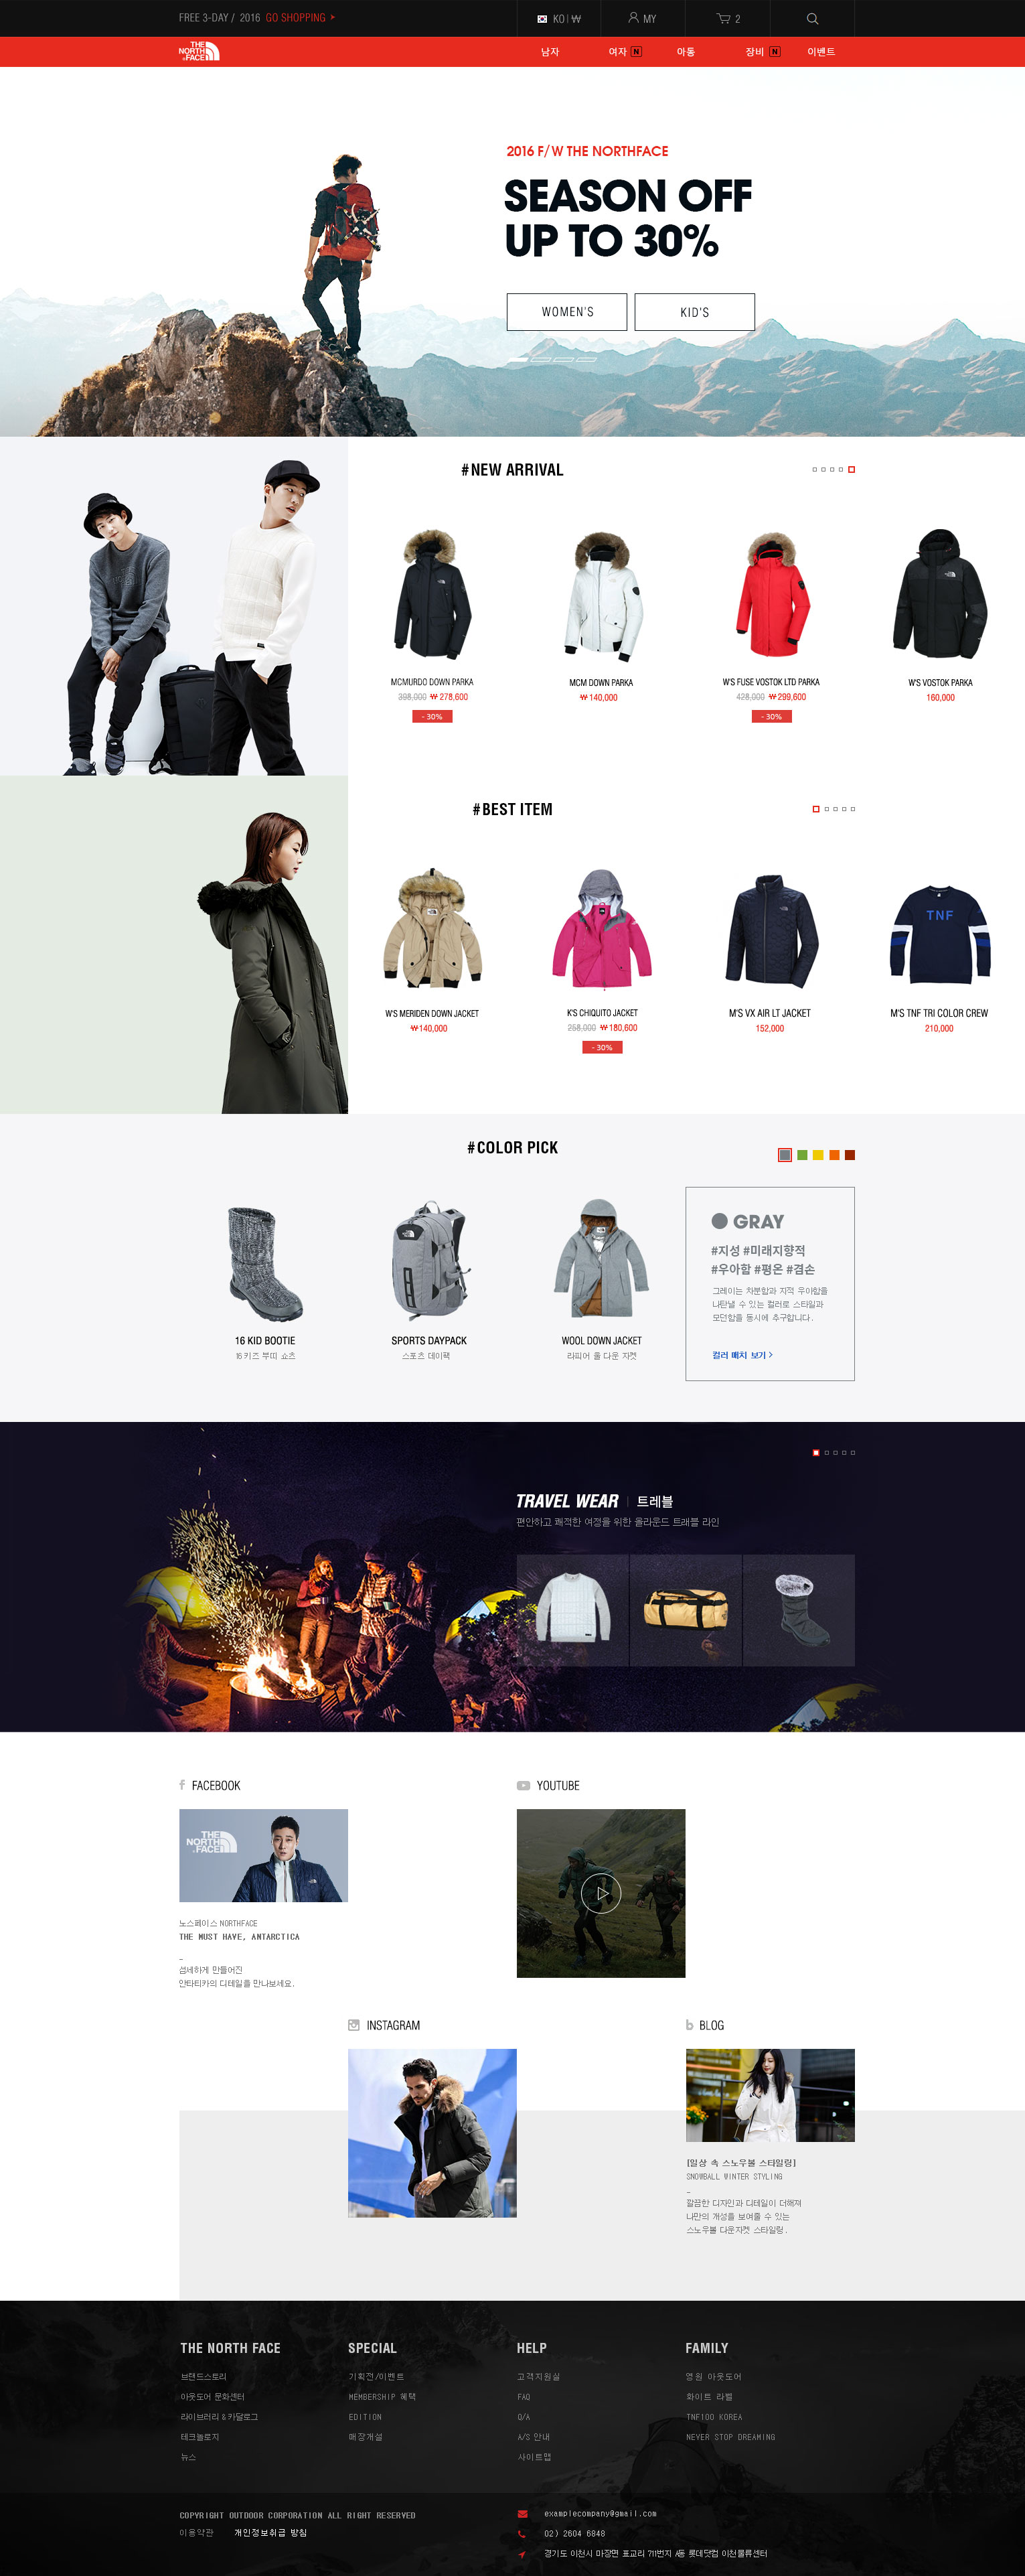 FREE 3-DAY / 2016 GO SHOPPING
KO | ₩
MY
2
THE NORTH FACE
남자
여자 N
아동
장비 N
이벤트
2016 F/W THE NORTHFACE
SEASON OFF
UP TO 30%
WOMEN'S
KID'S
#NEW ARRIVAL
MCMURDO DOWN PARKA
398,000 ₩278,600
- 30%
MCM DOWN PARKA
₩140,000
W'S FUSE VOSTOK LTD PARKA
428,000 ₩299,600
- 30%
W'S VOSTOK PARKA
160,000
#BEST ITEM
TNF
W'S MERIDEN DOWN JACKET
₩140,000
K'S CHIQUITO JACKET
258,000 ₩180,600
- 30%
M'S VX AIR LT JACKET
152,000
M'S TNF TRI COLOR CREW
210,000
#COLOR PICK
16 KID BOOTIE
16 키즈 부띠 쇼츠
SPORTS DAYPACK
스포츠 데이팩
WOOL DOWN JACKET
라피어 울 다운 자켓
GRAY
#지성 #미래지향적
#우아함 #평온 #겸손
그레이는 차분함과 지적 우아함을
나탄낼 수 있는 컬러로 스타일과
모던함을 동시에 추구합니다.
컬러 매치 보기 >
TRAVEL WEAR | 트레블
편안하고 쾌적한 여정을 위한 올라운드 트래블 라인
FACEBOOK
THE NORTH FACE
노스페이스 NORTHFACE
THE MUST HAVE, ANTARCTICA
-
섬세하게 만들어진
안타티카의 디테일을 만나보세요.
YOUTUBE
INSTAGRAM
BLOG
[일상 속 스노우볼 스타일링]
SNOWBALL WINTER STYLING
-
깔끔한 디자인과 디테일이 더해져
나만의 개성을 보여줄 수 있는
스노우볼 다운자켓 스타일링.
THE NORTH FACE
브랜드스토리
아웃도어 문화센터
라이브러리 & 카달로그
테크놀로지
뉴스
SPECIAL
기획전/이벤트
MEMBERSHIP 혜택
EDITION
매장개설
HELP
고객지원실
FAQ
Q/A
A/S 안내
사이트맵
FAMILY
영원 아웃도어
화이트 라벨
TNF100 KOREA
NEVER STOP DREAMING
COPYRIGHT OUTDOOR CORPORATION ALL RIGHT RESERVED
이용약관 개인정보취급 방침
examplecompany@gmail.com
02) 2604 6848
경기도 이천시 마장면 표교리 711번지 A동 롯데닷컴 이천물류센터